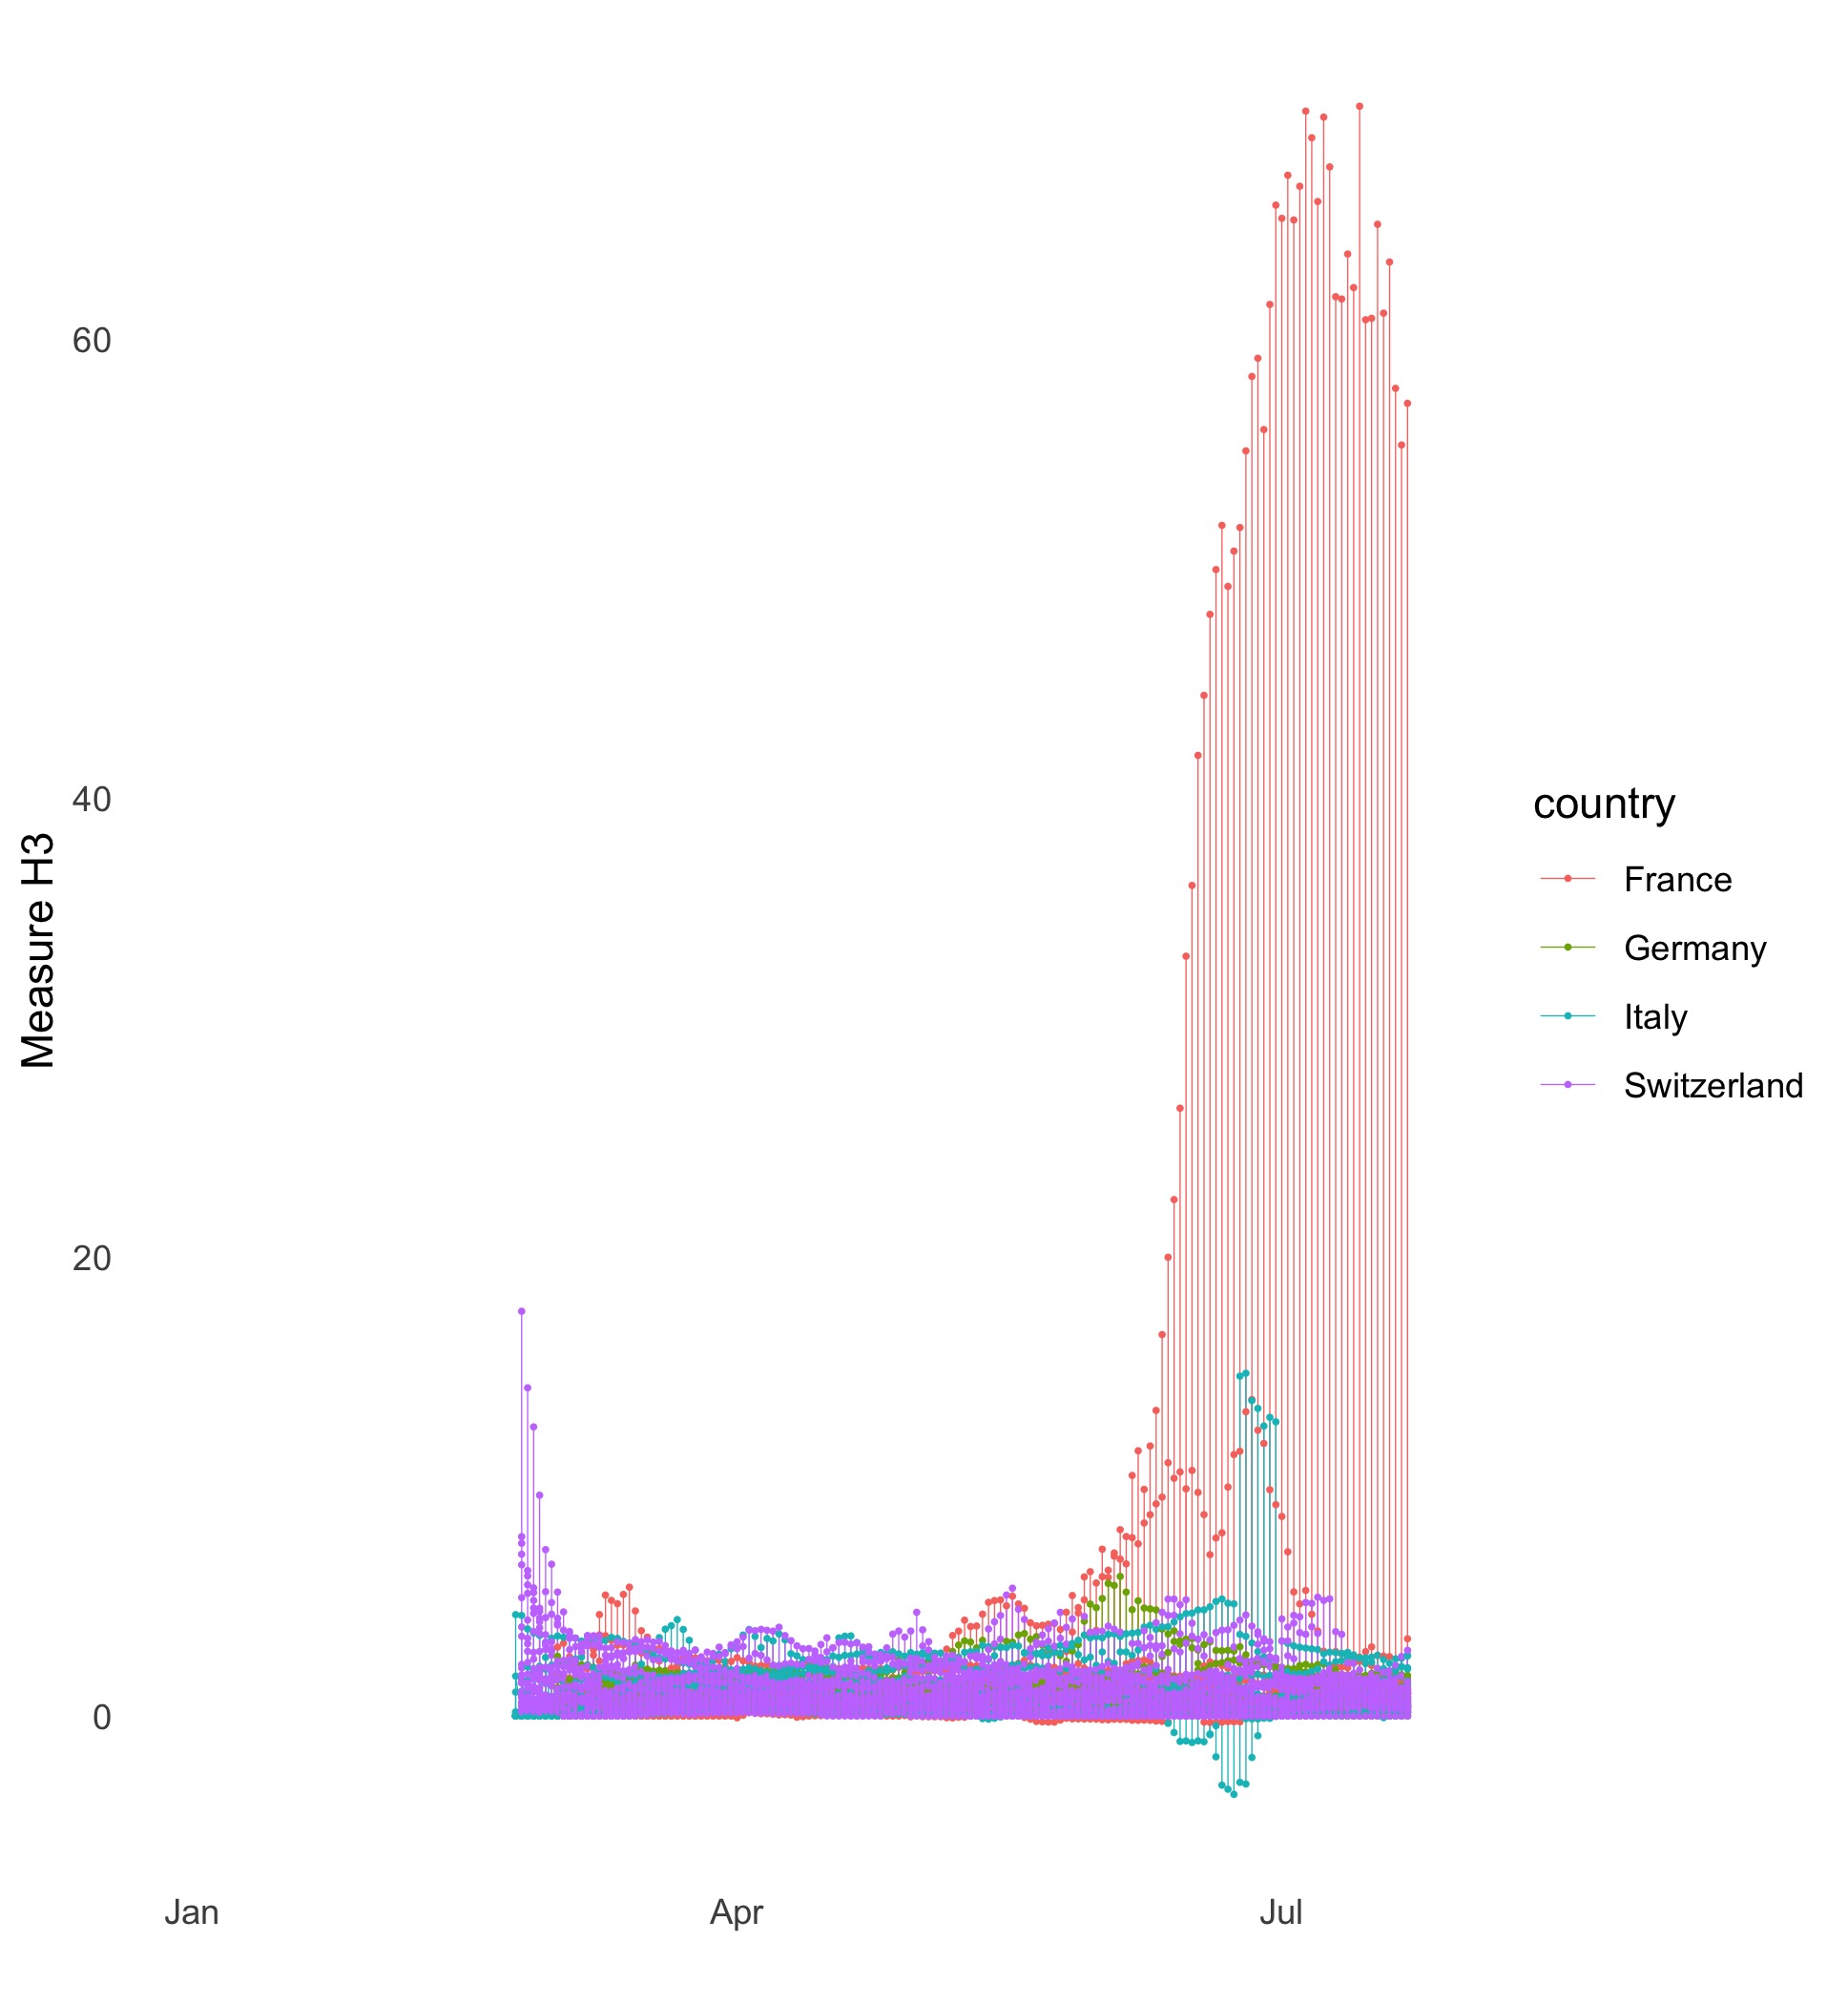 Measure H3
60
40
20
0
Jan Apr Jul
country
France
Germany
Italy
Switzerland